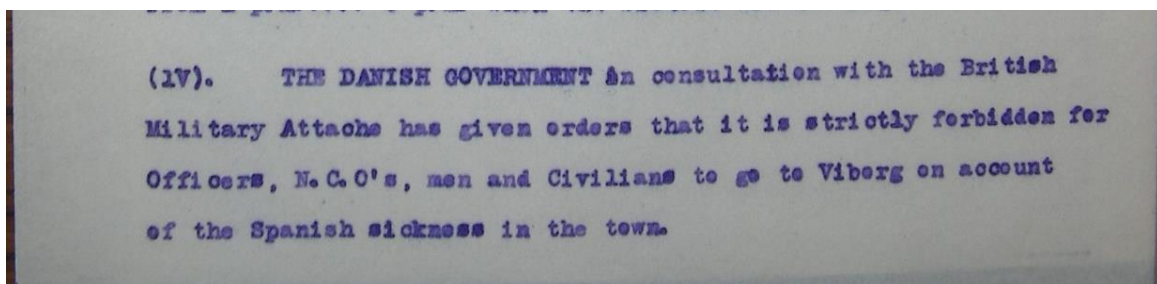 (1V). THE DANISH GOVERNMENT in consultation with the British
Military Attache has given orders that it is strictly forbidden for
Officers, N.C.O's, men and Civilians to go to Viborg on account
of the Spanish sickness in the town.